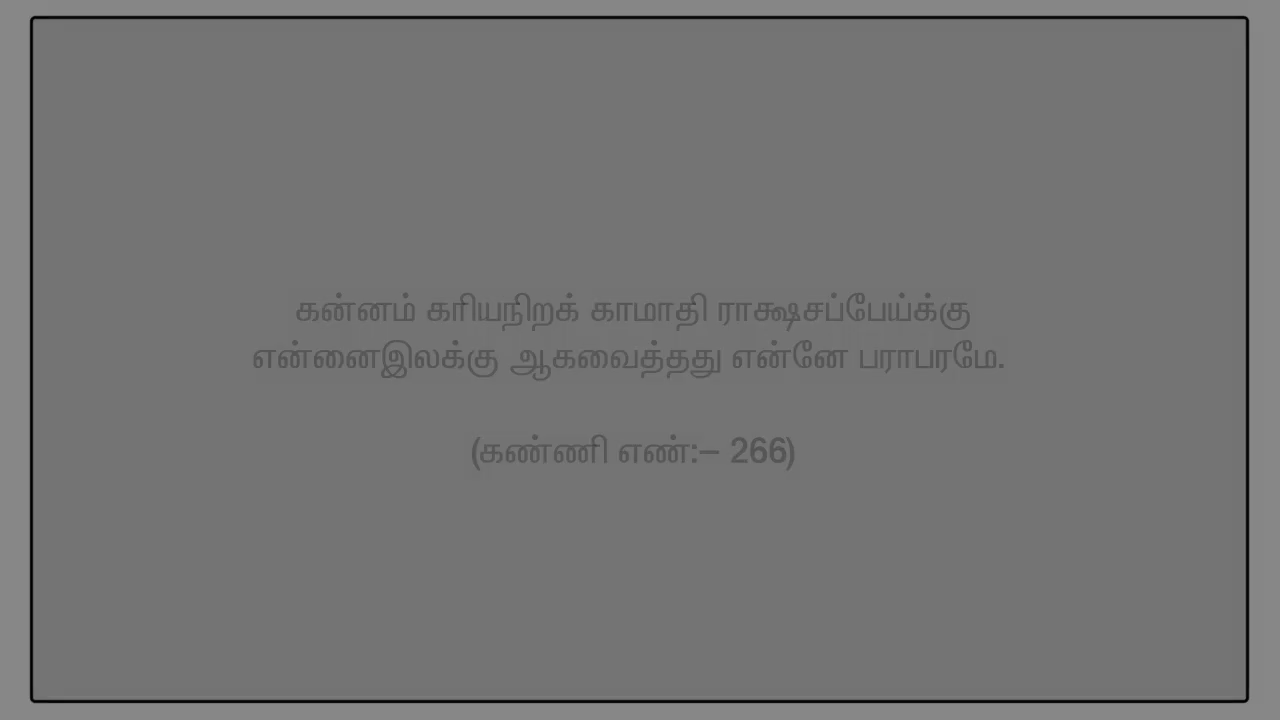 கன்னம் கரியநிறக் காமாதி ராக்ஷசப்பேய்க்கு
என்னைஇலக்கு ஆகவைத்தது என்னே பராபரமே.
(கண்ணி எண்:– 266)